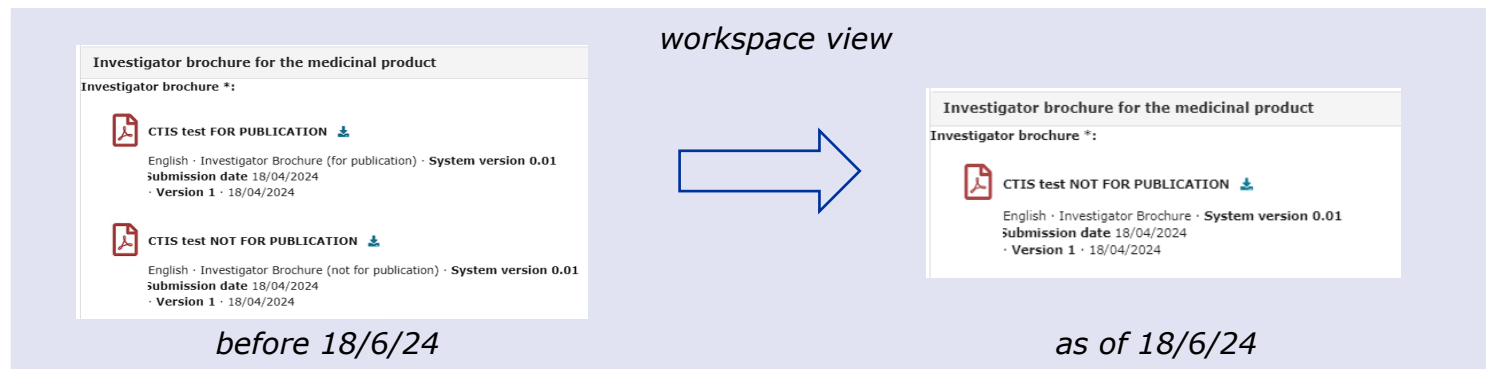 workspace view
Investigator brochure for the medicinal product
Investigator brochure *:
CTIS test FOR PUBLICATION
English · Investigator Brochure (for publication) · System version 0.01
Submission date 18/04/2024
· Version 1 · 18/04/2024
CTIS test NOT FOR PUBLICATION
English · Investigator Brochure (not for publication) · System version 0.01
Submission date 18/04/2024
· Version 1 · 18/04/2024
before 18/6/24
Investigator brochure for the medicinal product
Investigator brochure *:
CTIS test NOT FOR PUBLICATION
English · Investigator Brochure · System version 0.01
Submission date 18/04/2024
· Version 1 · 18/04/2024
as of 18/6/24